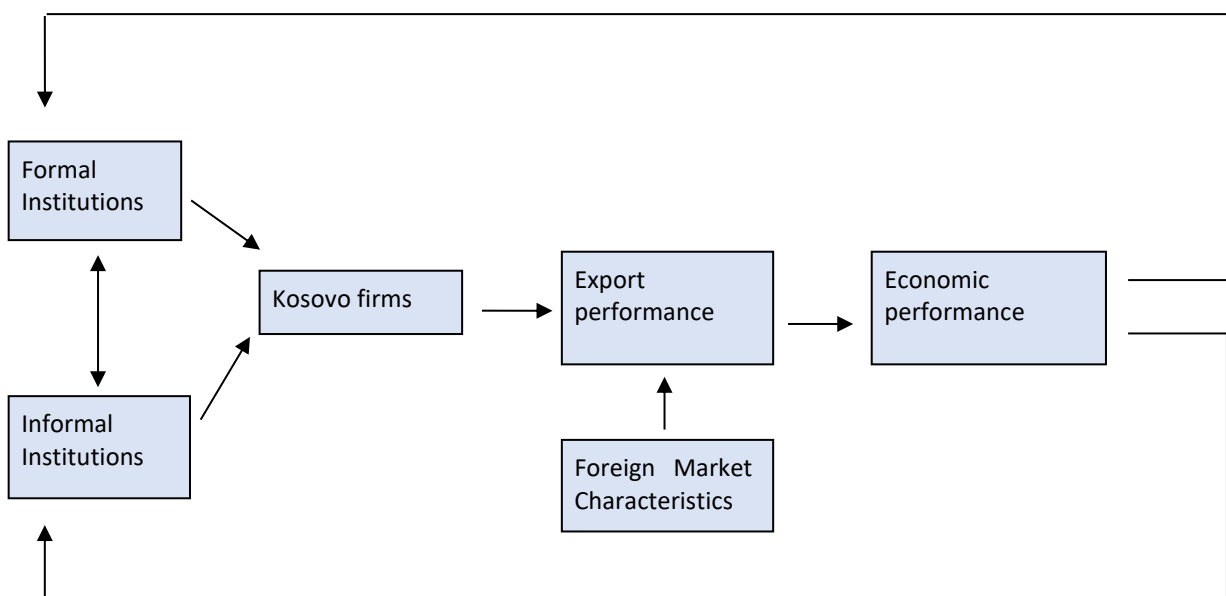 Formal
Institutions
Kosovo firms
Export
performance
Economic
performance
Informal
Institutions
Foreign Market
Characteristics